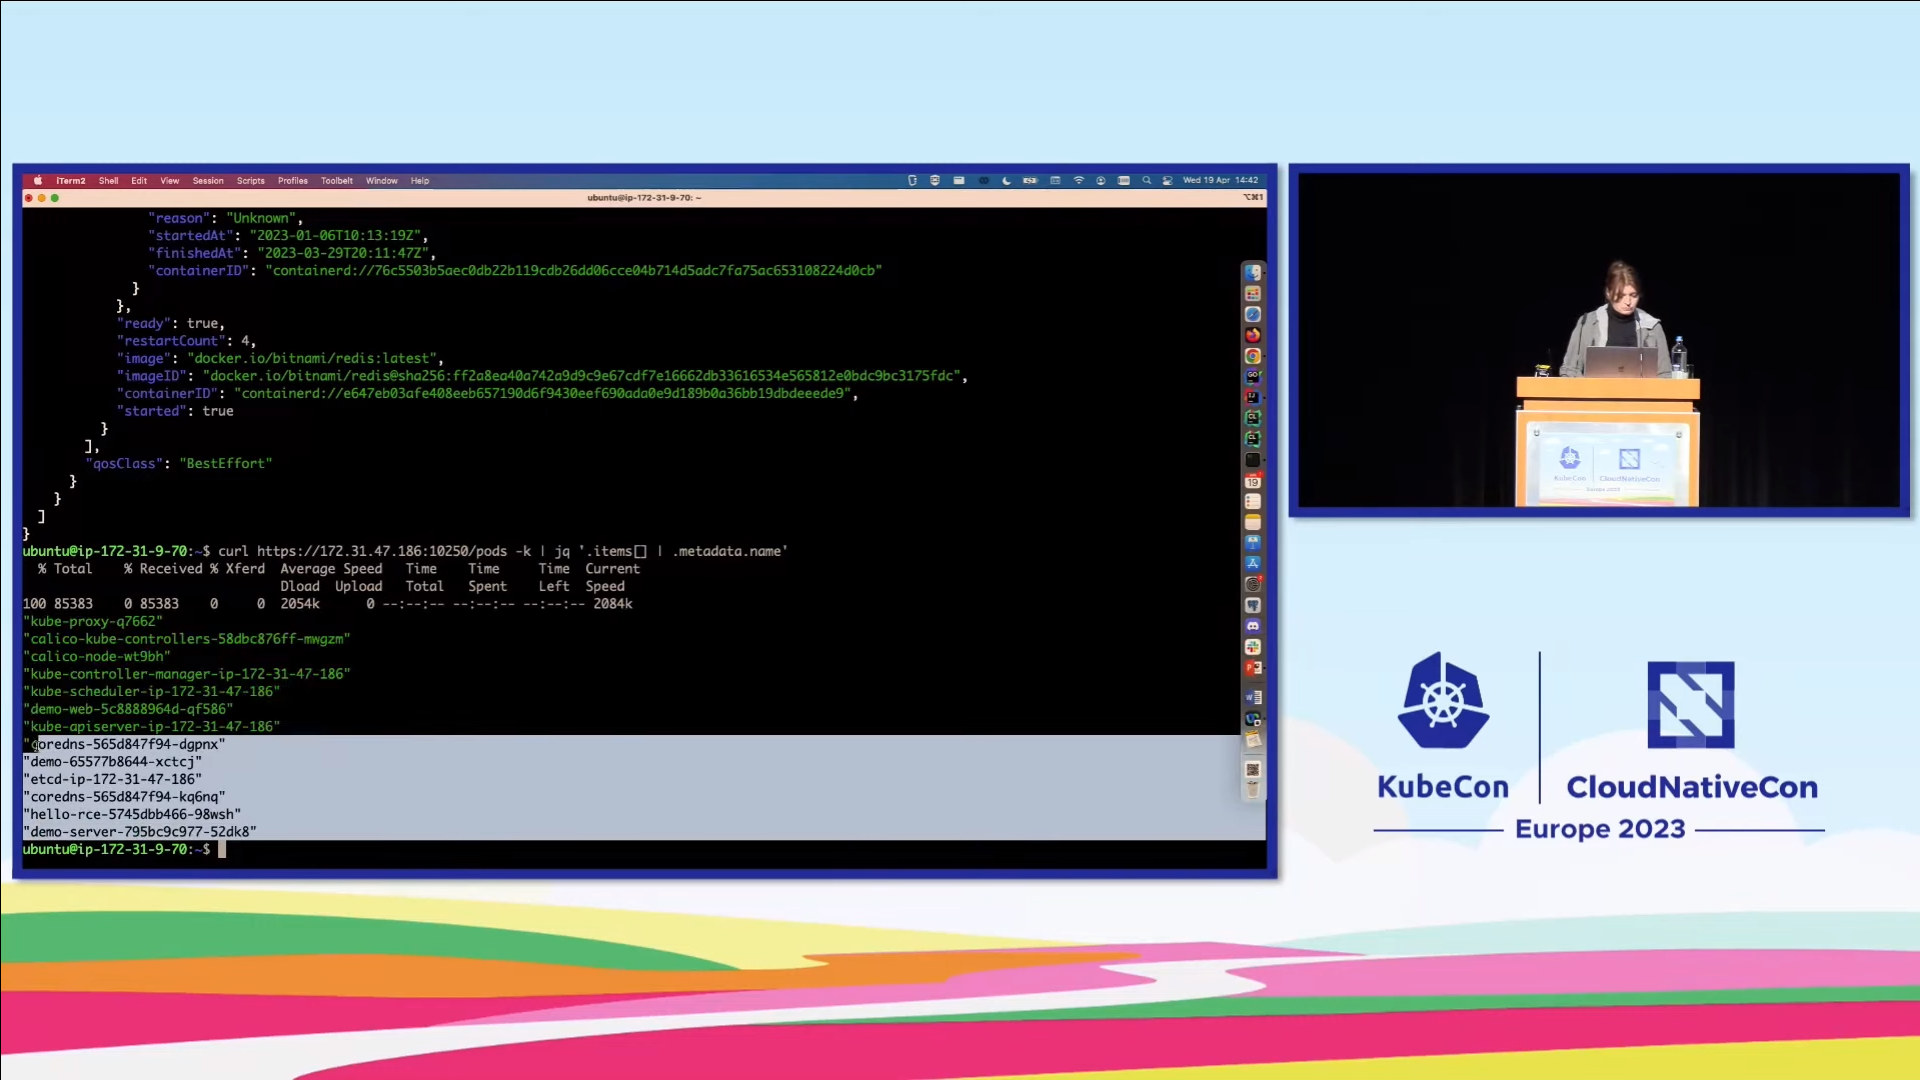 iTerm2 Shell Edit View Session Scripts Profiles Toolbelt Window Help Wed 19 Apr 14:42
ubuntu@ip-172-31-9-70: ~ ⌥⌘1
"reason": "Unknown",
"startedAt": "2023-01-06T10:13:19Z",
"finishedAt": "2023-03-29T20:11:47Z",
"containerID": "containerd://76c5503b5aec0db22b119cdb26dd06cce04b714d5adc7fa75ac653108224d0cb"
}
},
"ready": true,
"restartCount": 4,
"image": "docker.io/bitnami/redis:latest",
"imageID": "docker.io/bitnami/redis@sha256:ff2a8ea40a742a9d9c9e67cdf7e16662db33616534e565812e0bdc9bc3175fdc",
"containerID": "containerd://e647eb03afe408eeb657190d6f9430eef690ada0e9d189b0a36bb19dbdeeede9",
"started": true
}
],
"qosClass": "BestEffort"
}
}
]
}
ubuntu@ip-172-31-9-70:~$ curl https://172.31.47.186:10250/pods -k | jq '.items[] | .metadata.name'
% Total % Received % Xferd Average Speed Time Time Time Current
Dload Upload Total Spent Left Speed
100 85383 0 85383 0 0 2054k 0 --:--:-- --:--:-- --:--:-- 2084k
"kube-proxy-q7662"
"calico-kube-controllers-58dbc876ff-mwgzm"
"calico-node-wt9bh"
"kube-controller-manager-ip-172-31-47-186"
"kube-scheduler-ip-172-31-47-186"
"demo-web-5c8888964d-qf586"
"kube-apiserver-ip-172-31-47-186"
"coredns-565d847f94-dgpnx"
"demo-65577b8644-xctcj"
"etcd-ip-172-31-47-186"
"coredns-565d847f94-kq6nq"
"hello-rce-5745dbb466-98wsh"
"demo-server-795bc9c977-52dk8"
ubuntu@ip-172-31-9-70:~$
KubeCon CloudNativeCon
Europe 2023
KubeCon CloudNativeCon
Europe 2023